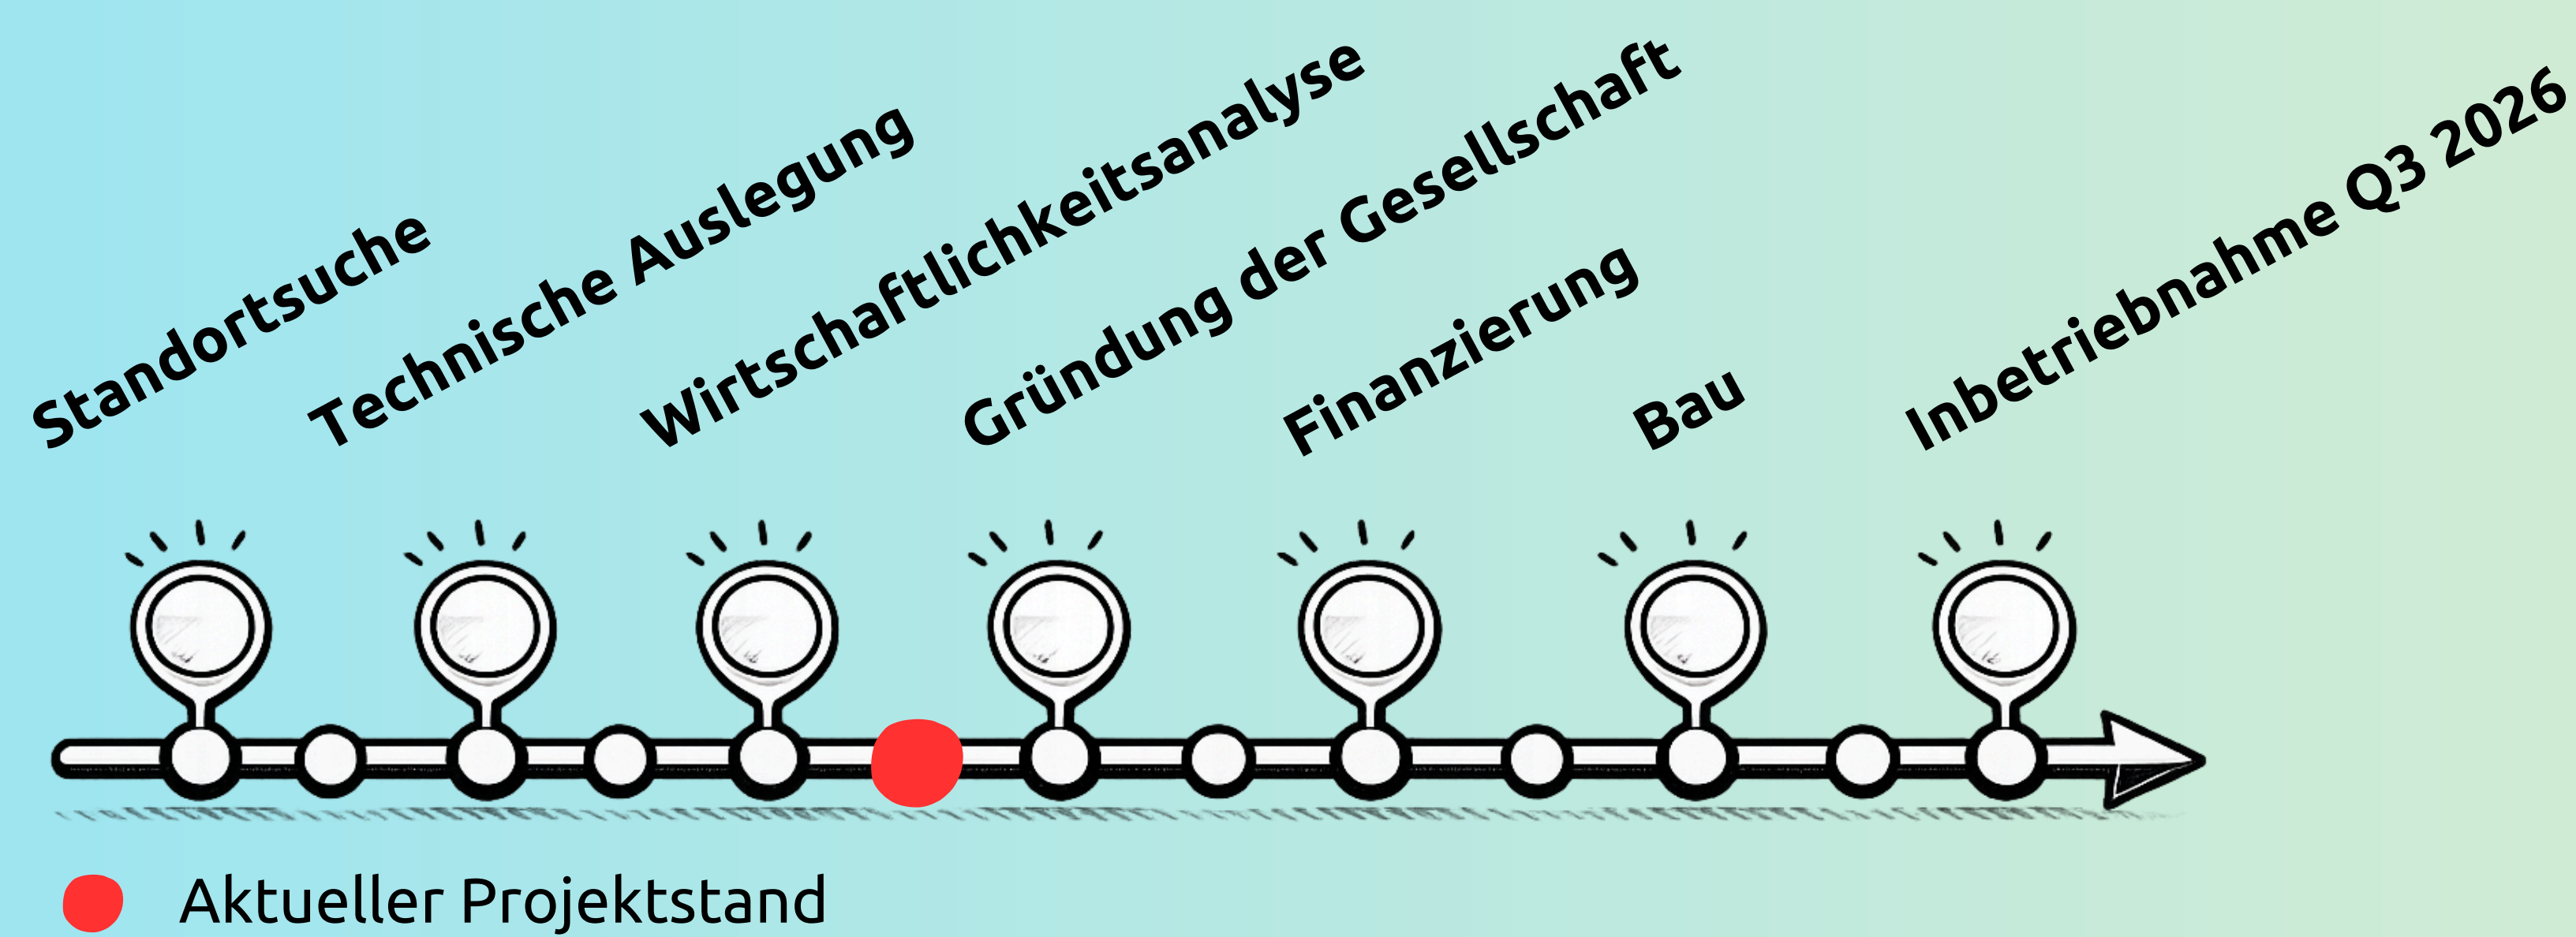 Standortsuche
Technische Auslegung
Wirtschaftlichkeitsanalyse
Gründung der Gesellschaft
Finanzierung
Bau
Inbetriebnahme Q3 2026
Aktueller Projektstand